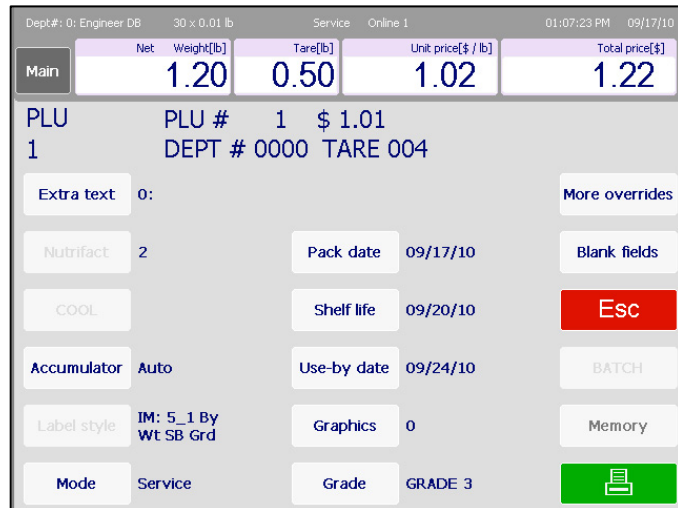 Dept#: 0: Engineer DB 30 x 0.01 lb Service Online 1 01:07:23 PM 09/17/10
Main
Net Weight[lb] Tare[lb] Unit price[$ / lb] Total price[$]
1.20 0.50 1.02 1.22
PLU PLU # 1 $ 1.01
1 DEPT # 0000 TARE 004
Extra text 0: More overrides
Nutrifact 2 Pack date 09/17/10 Blank fields
COOL Shelf life 09/20/10 Esc
Accumulator Auto Use-by date 09/24/10 BATCH
Label style IM: 5_1 By
Wt SB Grd Graphics 0 Memory
Mode Service Grade GRADE 3